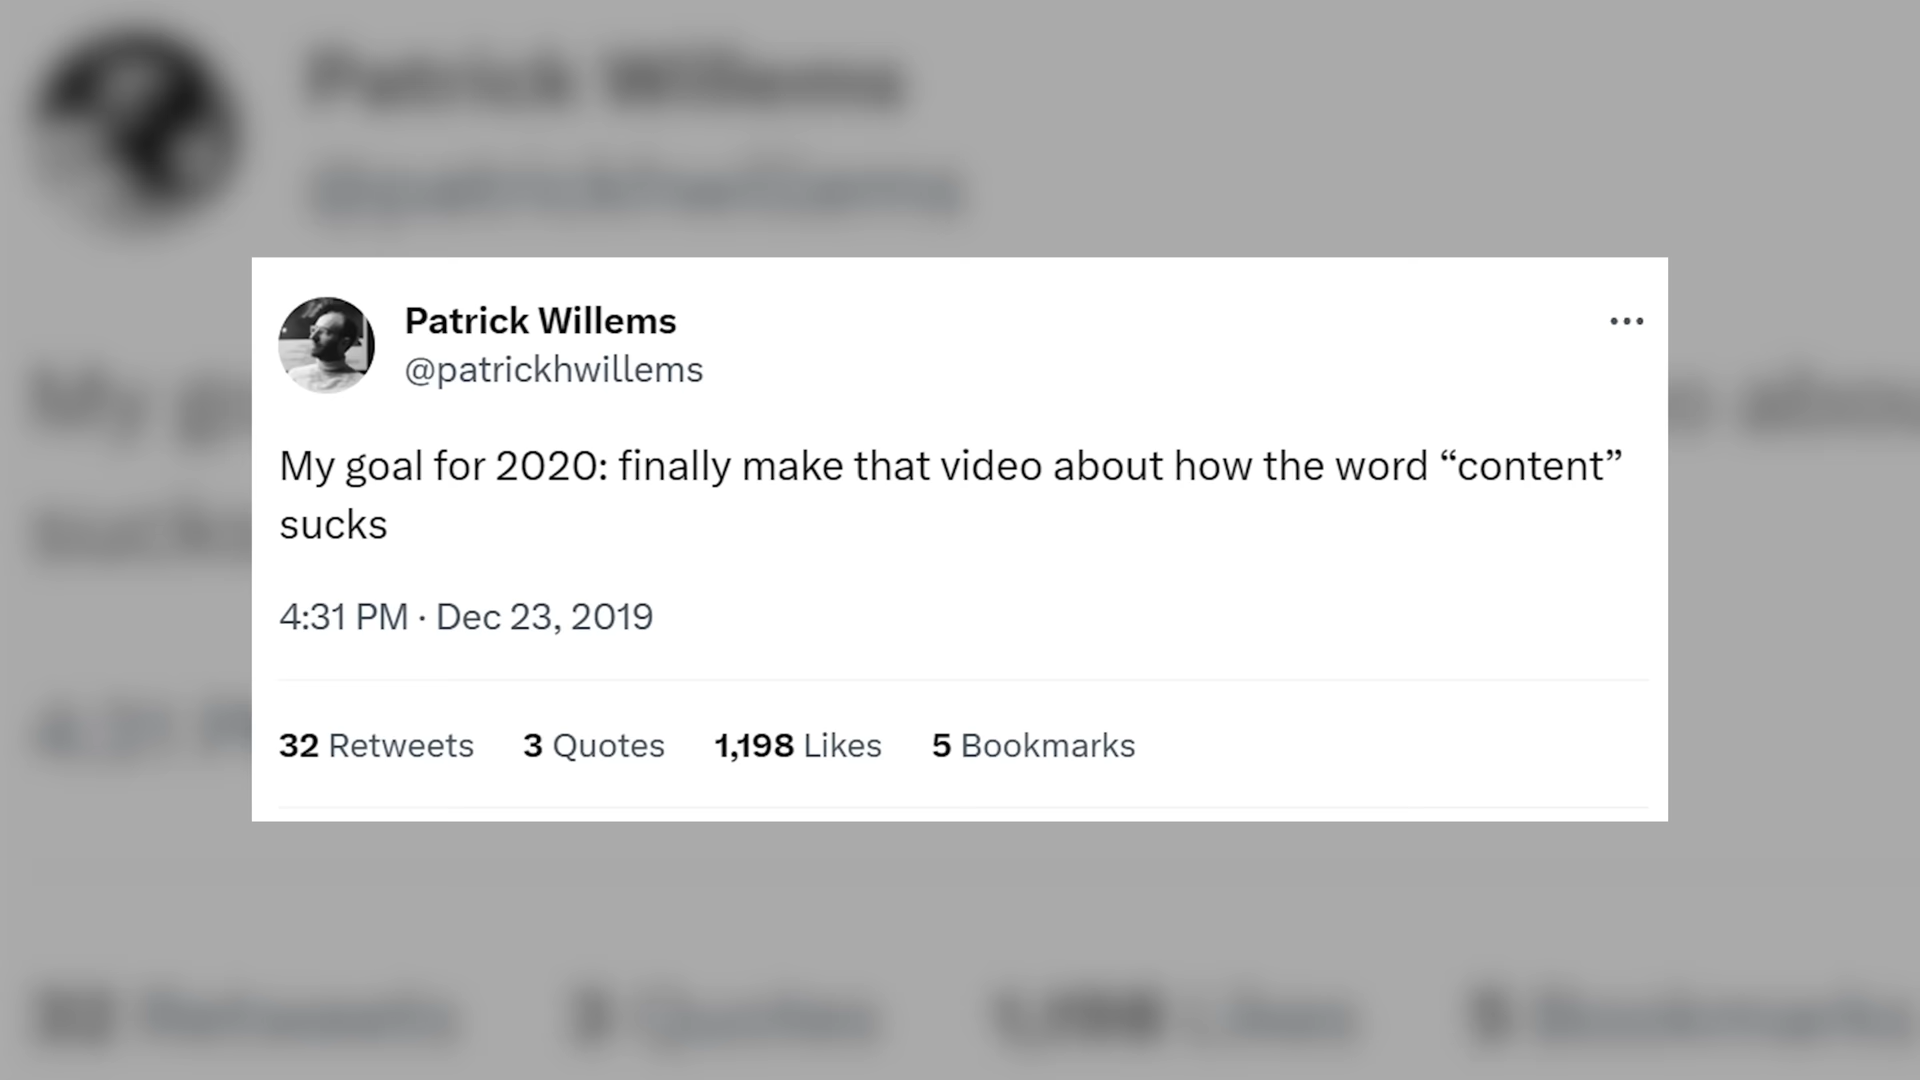 Patrick Willems
@patrickhwillems
My goal for 2020: finally make that video about how the word “content”
sucks
4:31 PM · Dec 23, 2019
32 Retweets 3 Quotes 1,198 Likes 5 Bookmarks